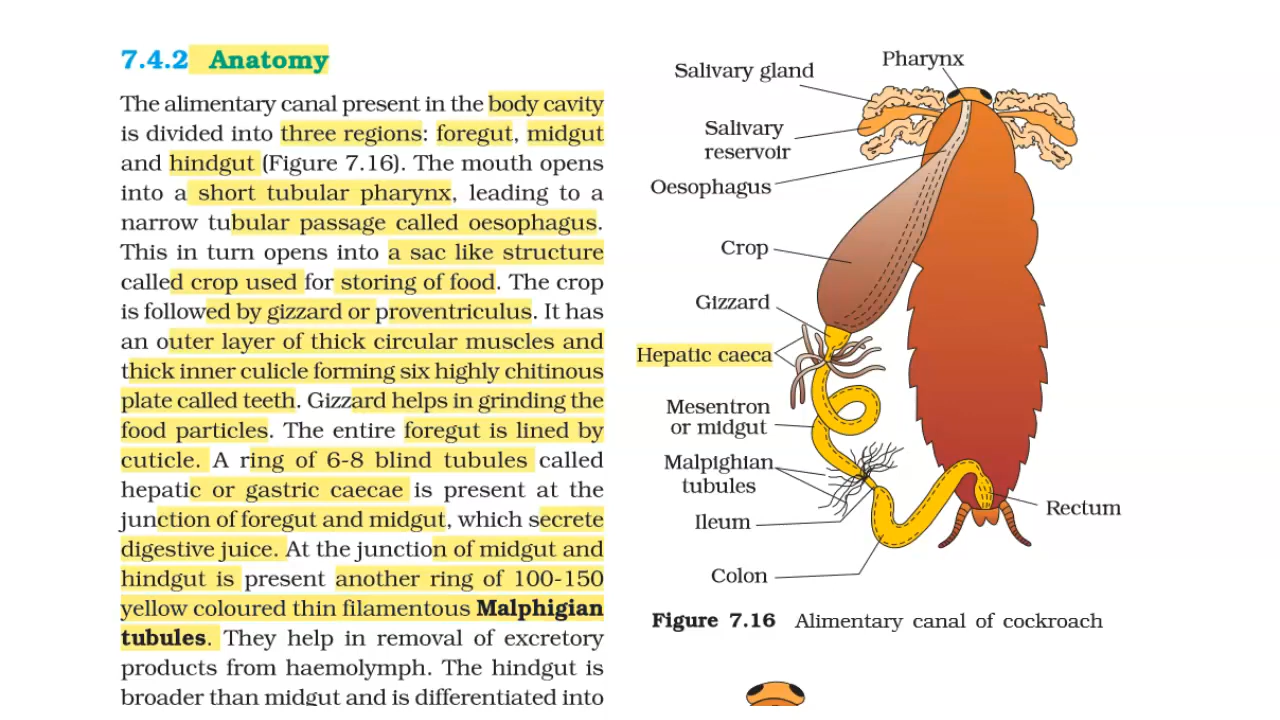 7.4.2 Anatomy
The alimentary canal present in the body cavity
is divided into three regions: foregut, midgut
and hindgut (Figure 7.16). The mouth opens
into a short tubular pharynx, leading to a
narrow tubular passage called oesophagus.
This in turn opens into a sac like structure
called crop used for storing of food. The crop
is followed by gizzard or proventriculus. It has
an outer layer of thick circular muscles and
thick inner culicle forming six highly chitinous
plate called teeth. Gizzard helps in grinding the
food particles. The entire foregut is lined by
cuticle. A ring of 6-8 blind tubules called
hepatic or gastric caecae is present at the
junction of foregut and midgut, which secrete
digestive juice. At the junction of midgut and
hindgut is present another ring of 100-150
yellow coloured thin filamentous Malphigian
tubules. They help in removal of excretory
products from haemolymph. The hindgut is
broader than midgut and is differentiated into
Pharynx
Salivary gland
Salivary
reservoir
Oesophagus
Crop
Gizzard
Hepatic caeca
Mesentron
or midgut
Malpighian
tubules
Ileum
Rectum
Colon
Figure 7.16 Alimentary canal of cockroach